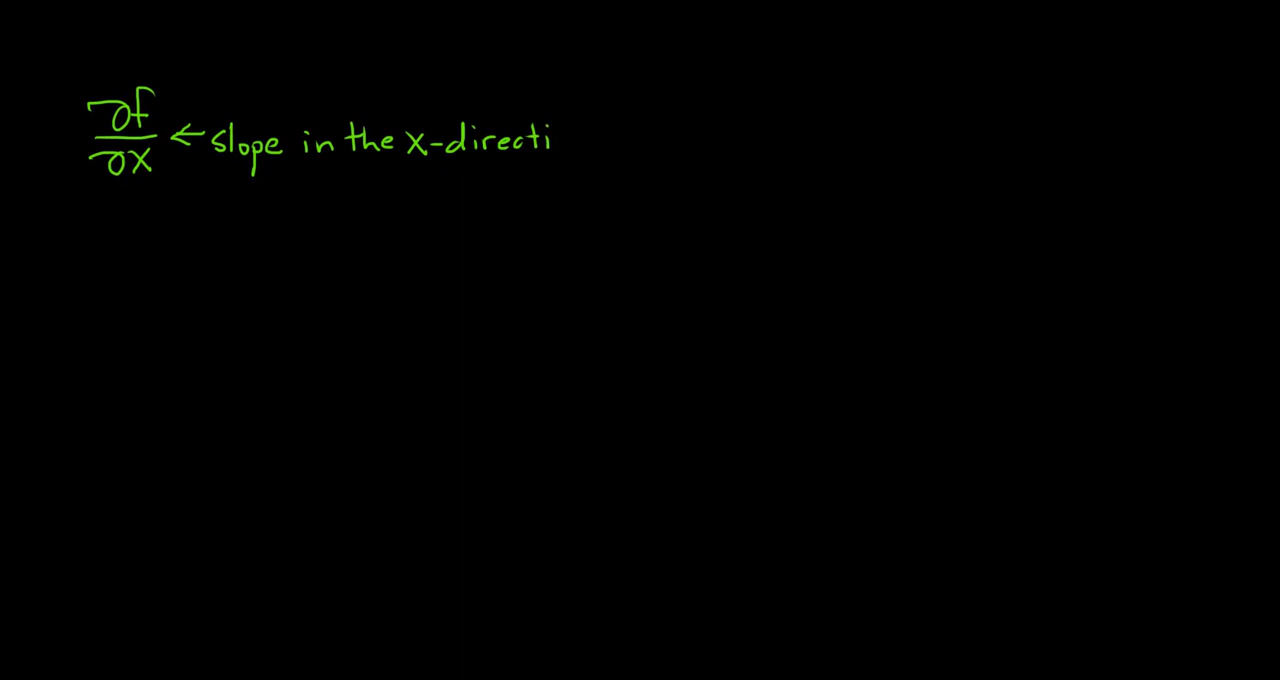 ∂f/∂x ← slope in the x-directi